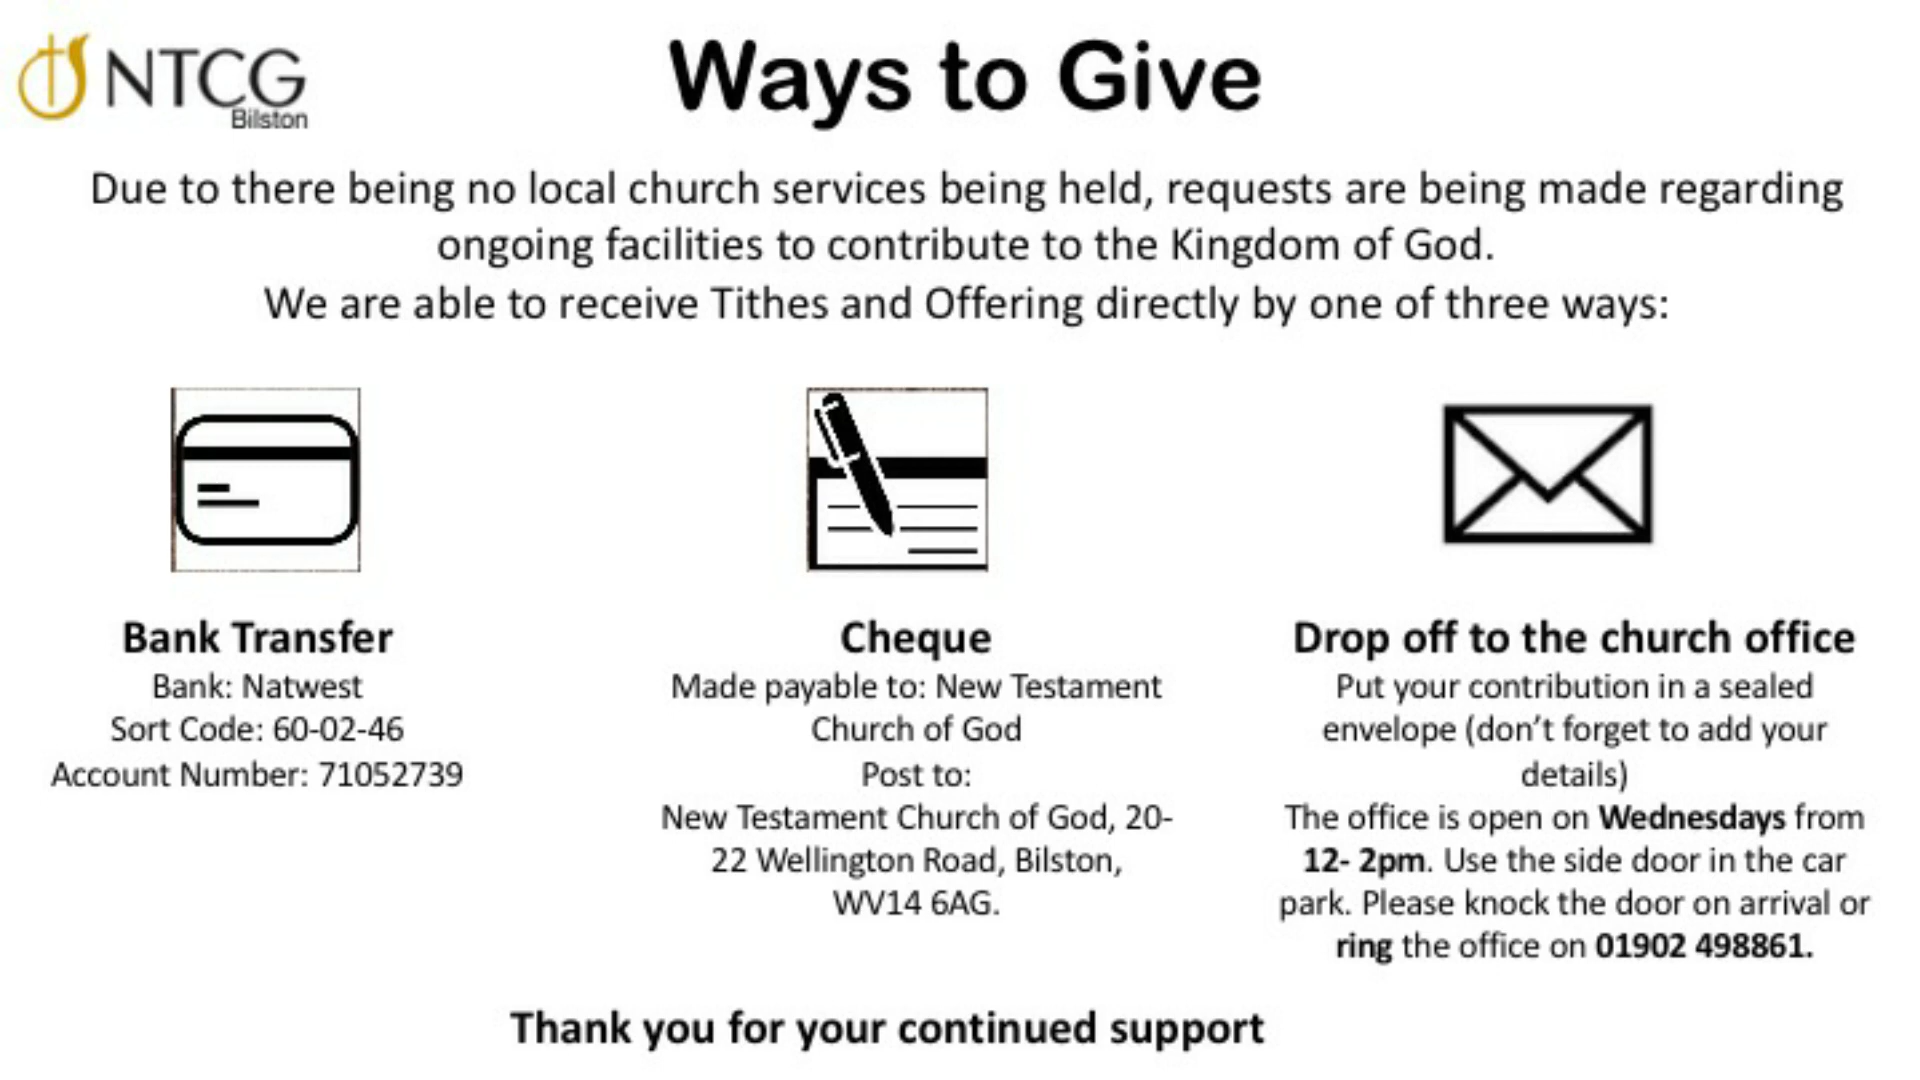 NTCG
Bilston
Ways to Give
Due to there being no local church services being held, requests are being made regarding
ongoing facilities to contribute to the Kingdom of God.
We are able to receive Tithes and Offering directly by one of three ways:
Bank Transfer
Bank: Natwest
Sort Code: 60-02-46
Account Number: 71052739
Cheque
Made payable to: New Testament
Church of God
Post to:
New Testament Church of God, 20-
22 Wellington Road, Bilston,
WV14 6AG.
Drop off to the church office
Put your contribution in a sealed
envelope (don’t forget to add your
details)
The office is open on Wednesdays from
12- 2pm. Use the side door in the car
park. Please knock the door on arrival or
ring the office on 01902 498861.
Thank you for your continued support